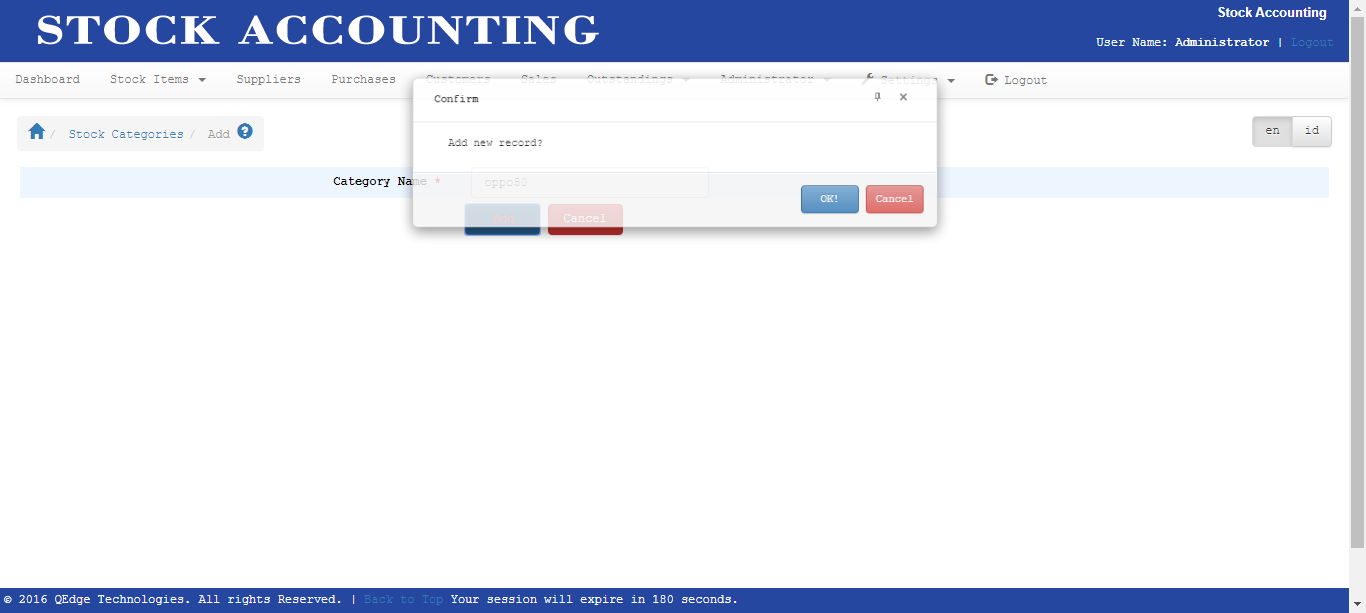 STOCK ACCOUNTING
Stock Accounting
User Name: Administrator | Logout
Dashboard Stock Items Suppliers Purchases Customers Sales Outstandings Administrator Settings Logout
Confirm
/ Stock Categories / Add ?
en id
Add new record?
Category Name * oppo50
OK! Cancel
Add Cancel
© 2016 QEdge Technologies. All rights Reserved. | Back to Top Your session will expire in 180 seconds.